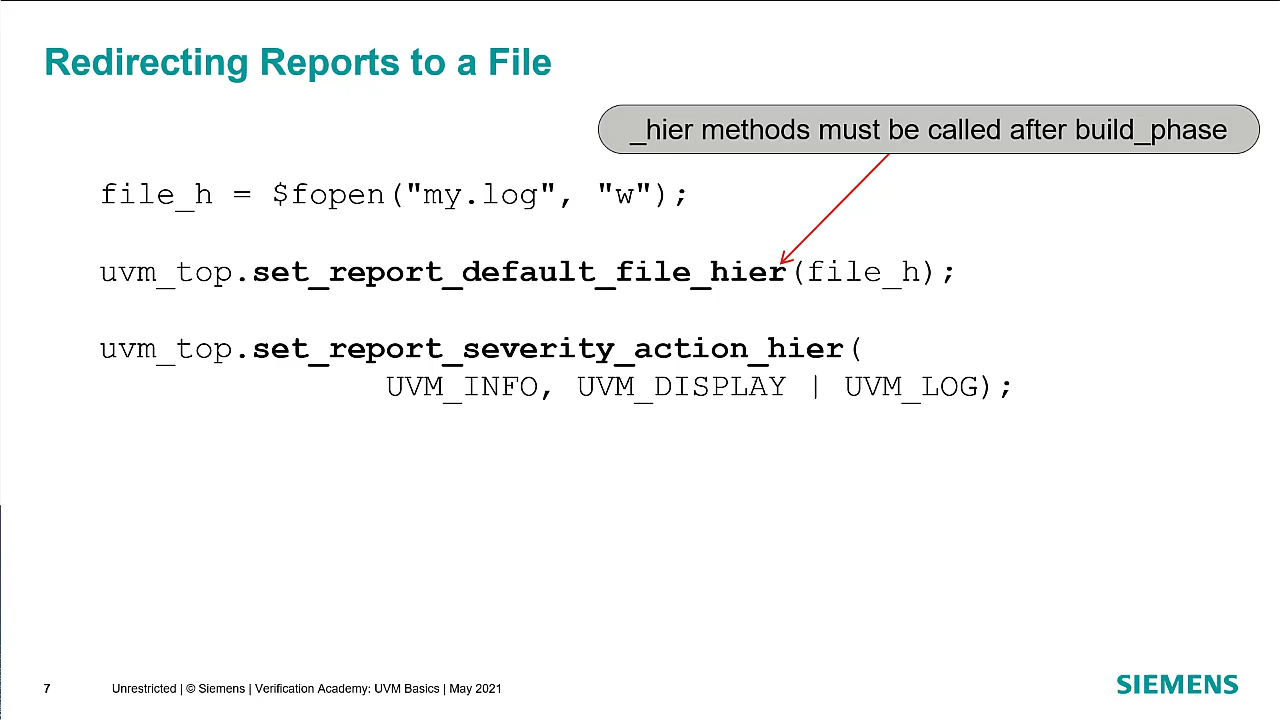 Redirecting Reports to a File
_hier methods must be called after build_phase
file_h = $fopen("my.log", "w");
uvm_top.set_report_default_file_hier(file_h);
uvm_top.set_report_severity_action_hier(
UVM_INFO, UVM_DISPLAY | UVM_LOG);
7 Unrestricted | © Siemens | Verification Academy: UVM Basics | May 2021
SIEMENS